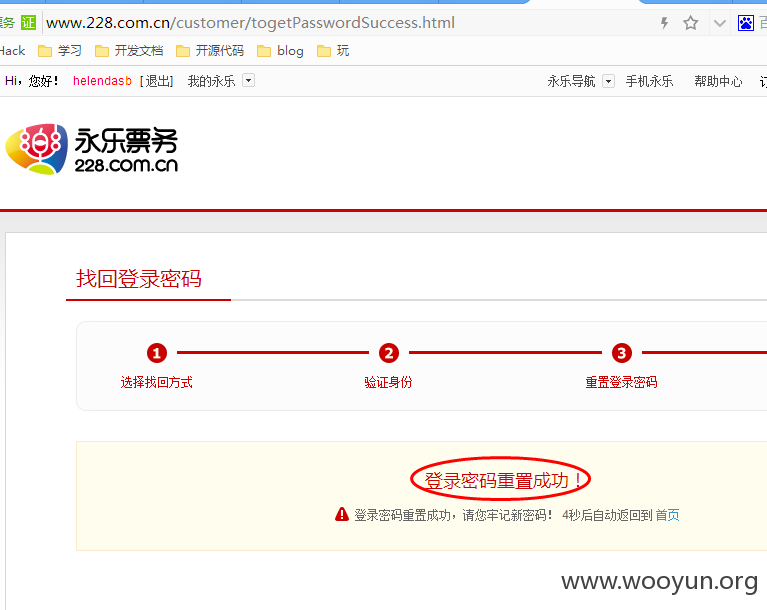 票务 证 www.228.com.cn/customer/togetPasswordSuccess.html
Hack 学习 开发文档 开源代码 blog 玩
Hi，您好！ helendasb [退出] 我的永乐 永乐导航 手机永乐 帮助中心
永乐票务
228.com.cn
找回登录密码
1 2 3
选择找回方式 验证身份 重置登录密码
登录密码重置成功！
登录密码重置成功，请您牢记新密码！ 4秒后自动返回到 首页
www.wooyun.org